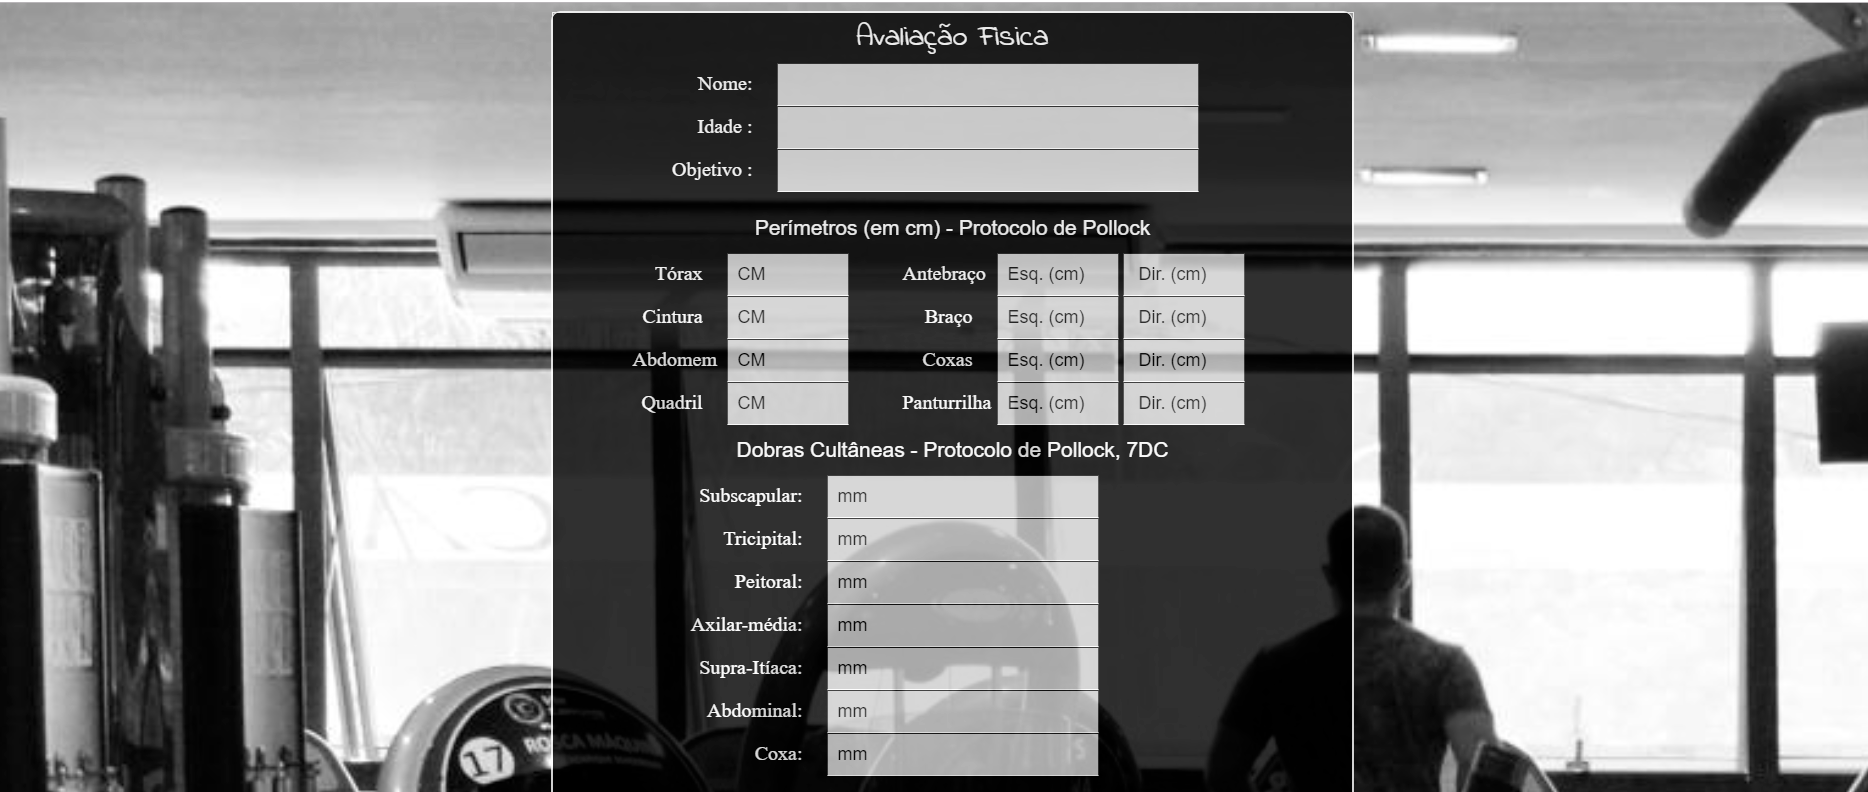 Avaliação Fisica
Nome:
Idade :
Objetivo :
Perímetros (em cm) - Protocolo de Pollock
Tórax CM Antebraço Esq. (cm) Dir. (cm)
Cintura CM Braço Esq. (cm) Dir. (cm)
Abdomem CM Coxas Esq. (cm) Dir. (cm)
Quadril CM Panturrilha Esq. (cm) Dir. (cm)
Dobras Cultâneas - Protocolo de Pollock, 7DC
Subscapular: mm
Tricipital: mm
Peitoral: mm
Axilar-média: mm
Supra-Itíaca: mm
Abdominal: mm
Coxa: mm
17 ROSCA MÁQUINA